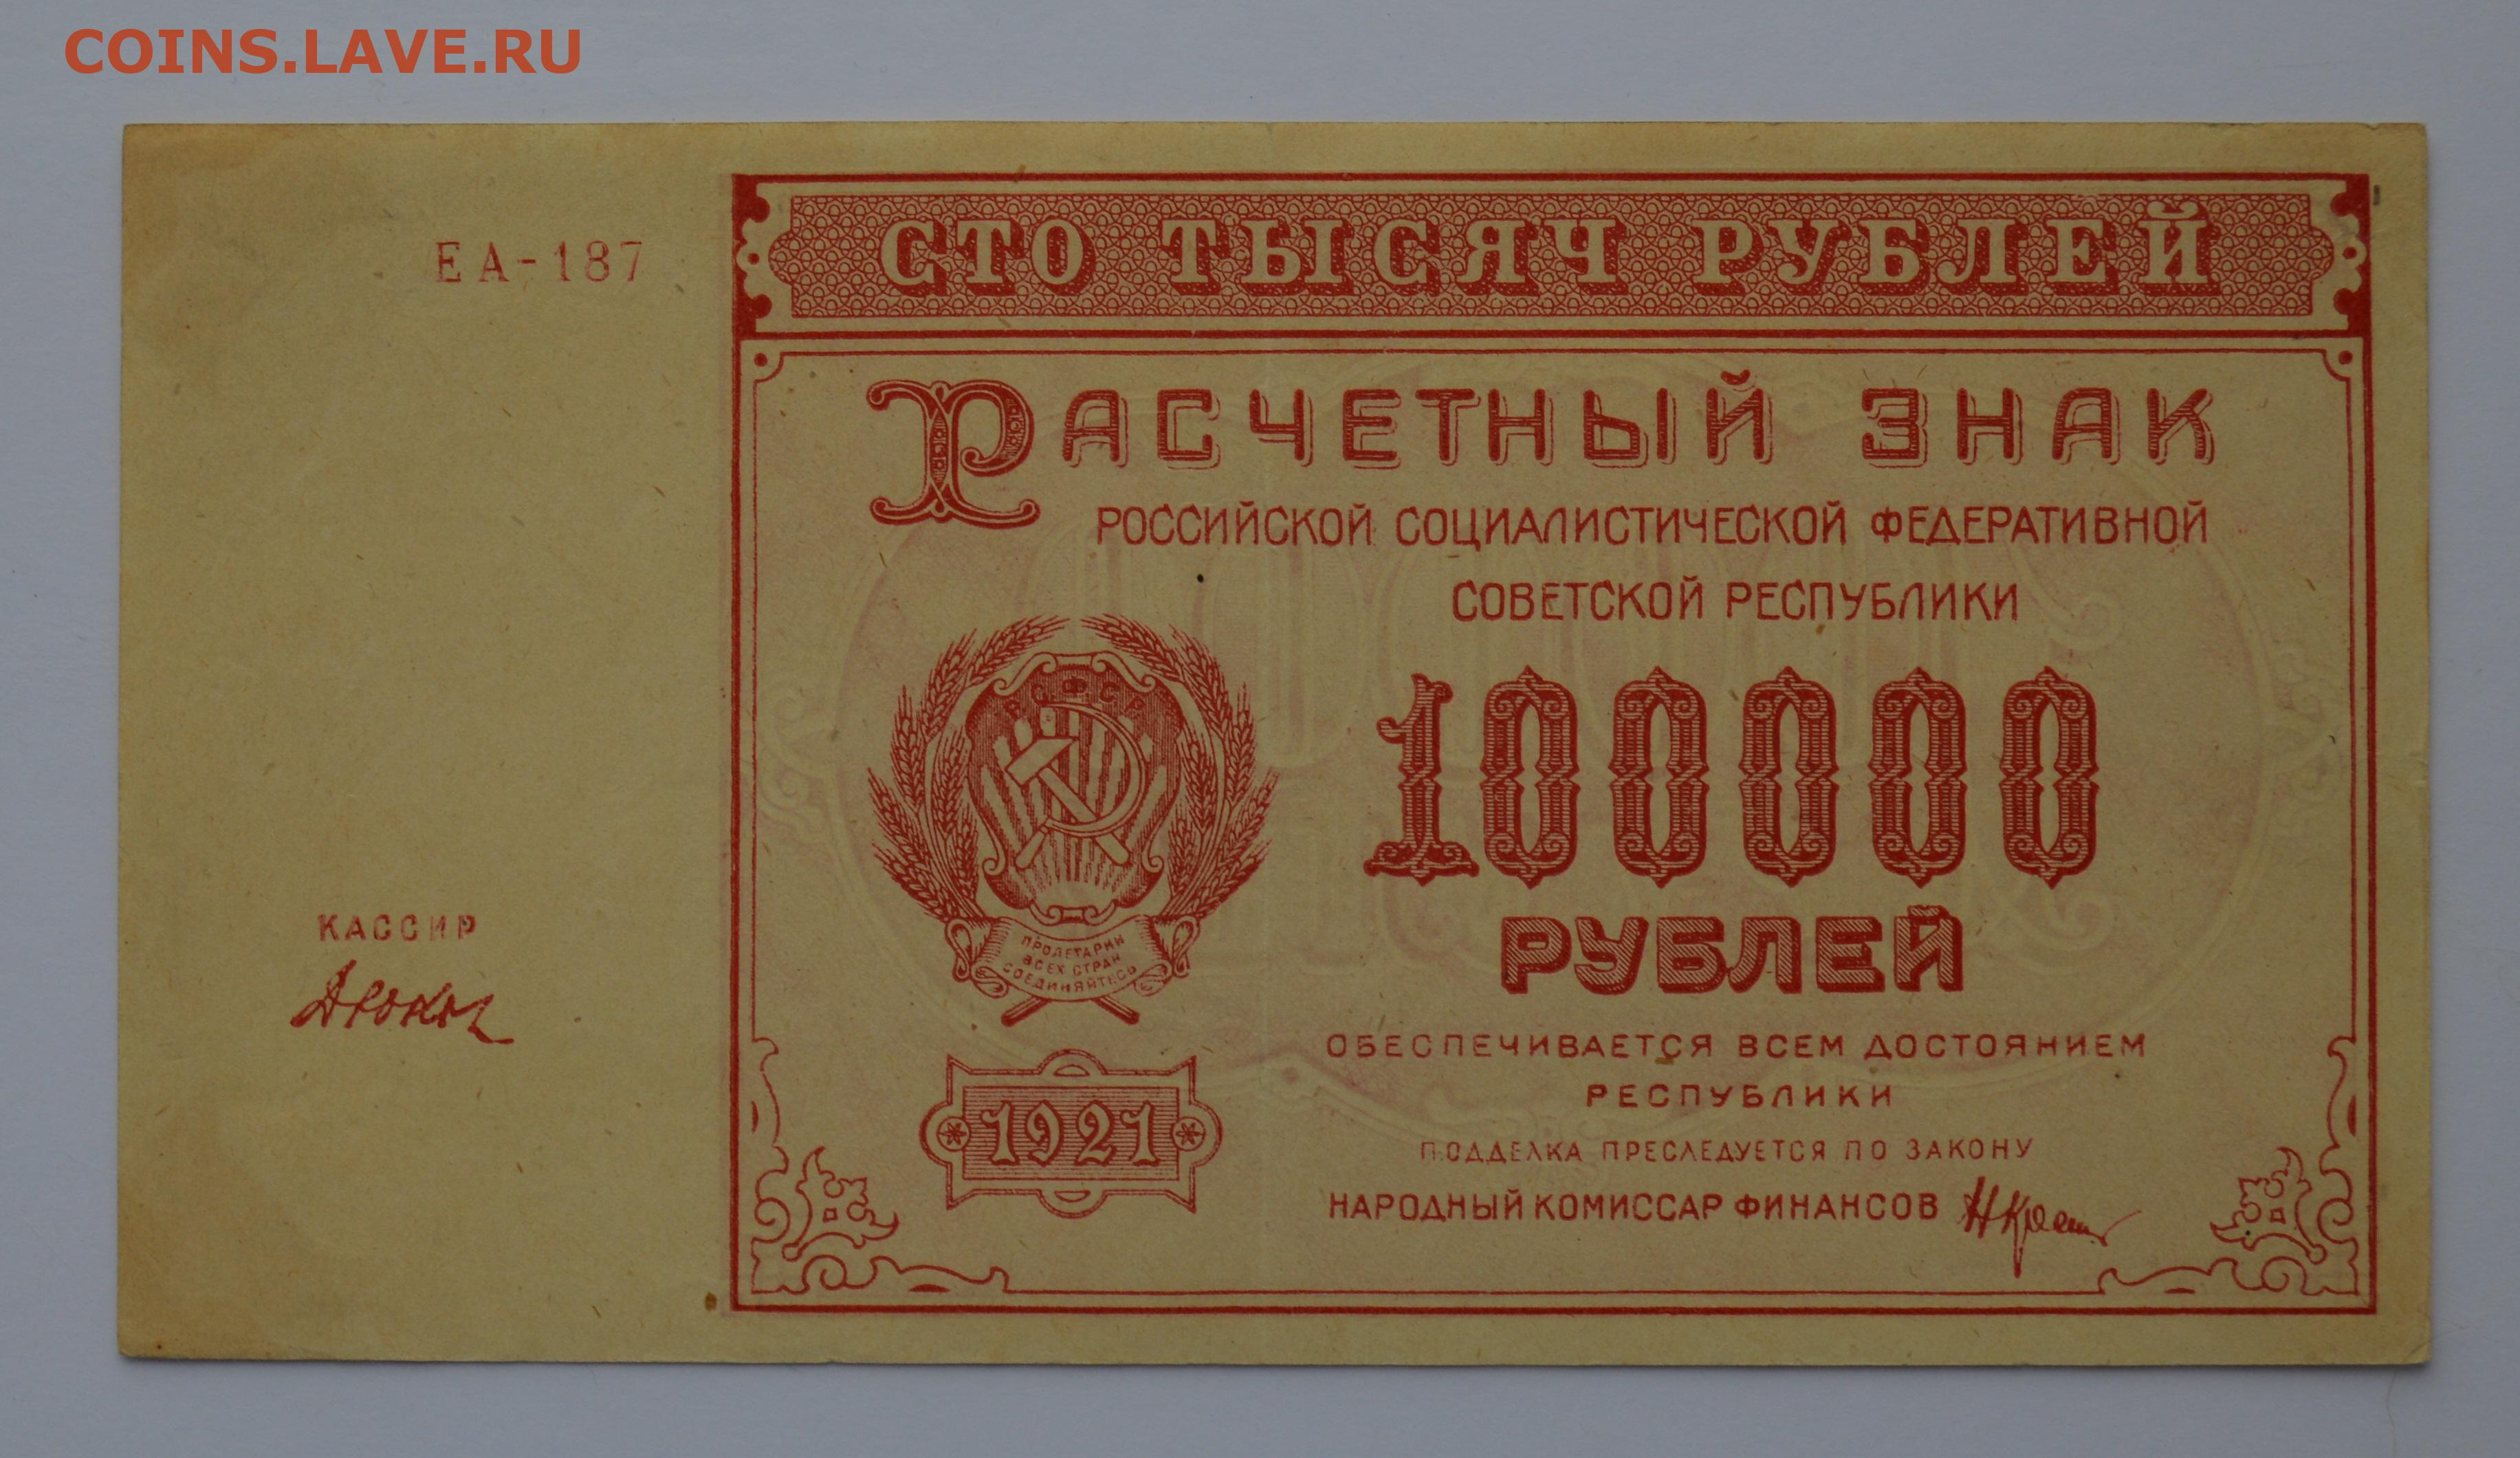 COINS.LAVE.RU
ЕА-187
СТО ТЫСЯЧ РУБЛЕЙ
РАСЧЕТНЫЙ ЗНАК
РОССИЙСКОЙ СОЦИАЛИСТИЧЕСКОЙ ФЕДЕРАТИВНОЙ
СОВЕТСКОЙ РЕСПУБЛИКИ
РСФСР
100000
РУБЛЕЙ
КАССИР
ПРОЛЕТАРИИ
ВСЕХ СТРАН
СОЕДИНЯЙТЕСЬ
ОБЕСПЕЧИВАЕТСЯ ВСЕМ ДОСТОЯНИЕМ
РЕСПУБЛИКИ
1921
ПОДДЕЛКА ПРЕСЛЕДУЕТСЯ ПО ЗАКОНУ
НАРОДНЫЙ КОМИССАР ФИНАНСОВ